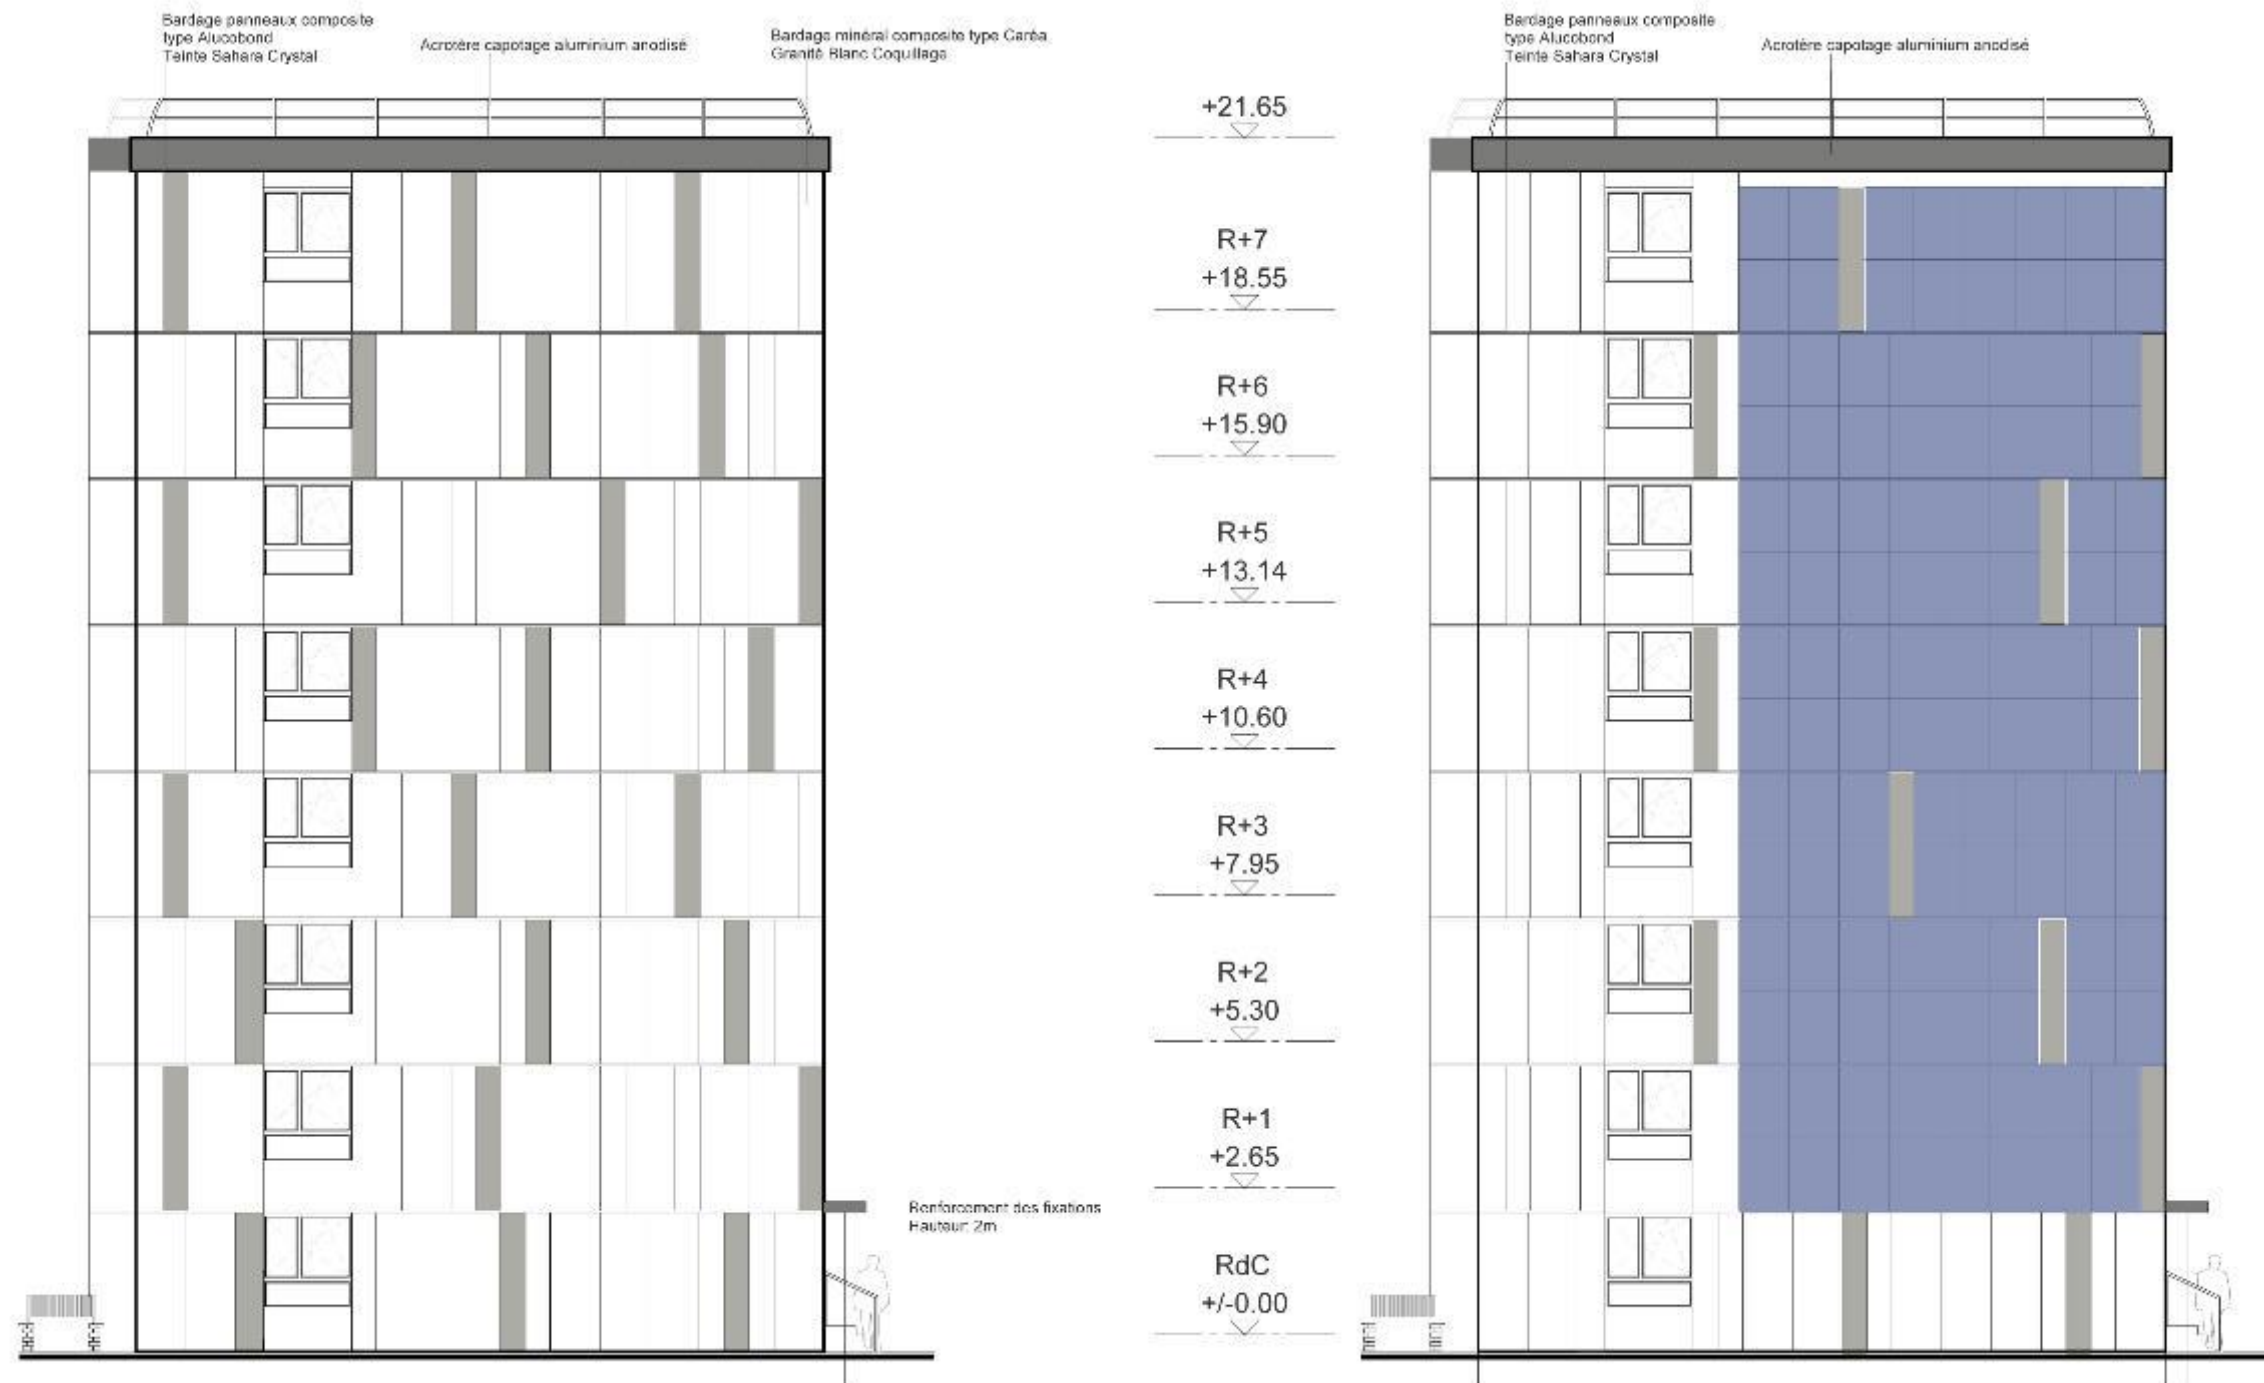 Bardage panneaux composite
type Alucobond
Teinte Sahara Crystal
Acrotère capotage aluminium anodisé
Bardage minéral composite type Caréa
Granité Blanc Coquillage
Bardage panneaux composite
type Alucobond
Teinte Sahara Crystal
Acrotère capotage aluminium anodisé
+21.65
R+7
+18.55
R+6
+15.90
R+5
+13.14
R+4
+10.60
R+3
+7.95
R+2
+5.30
R+1
+2.65
Renforcement des fixations
Hauteur: 2m
RdC
+/-0.00